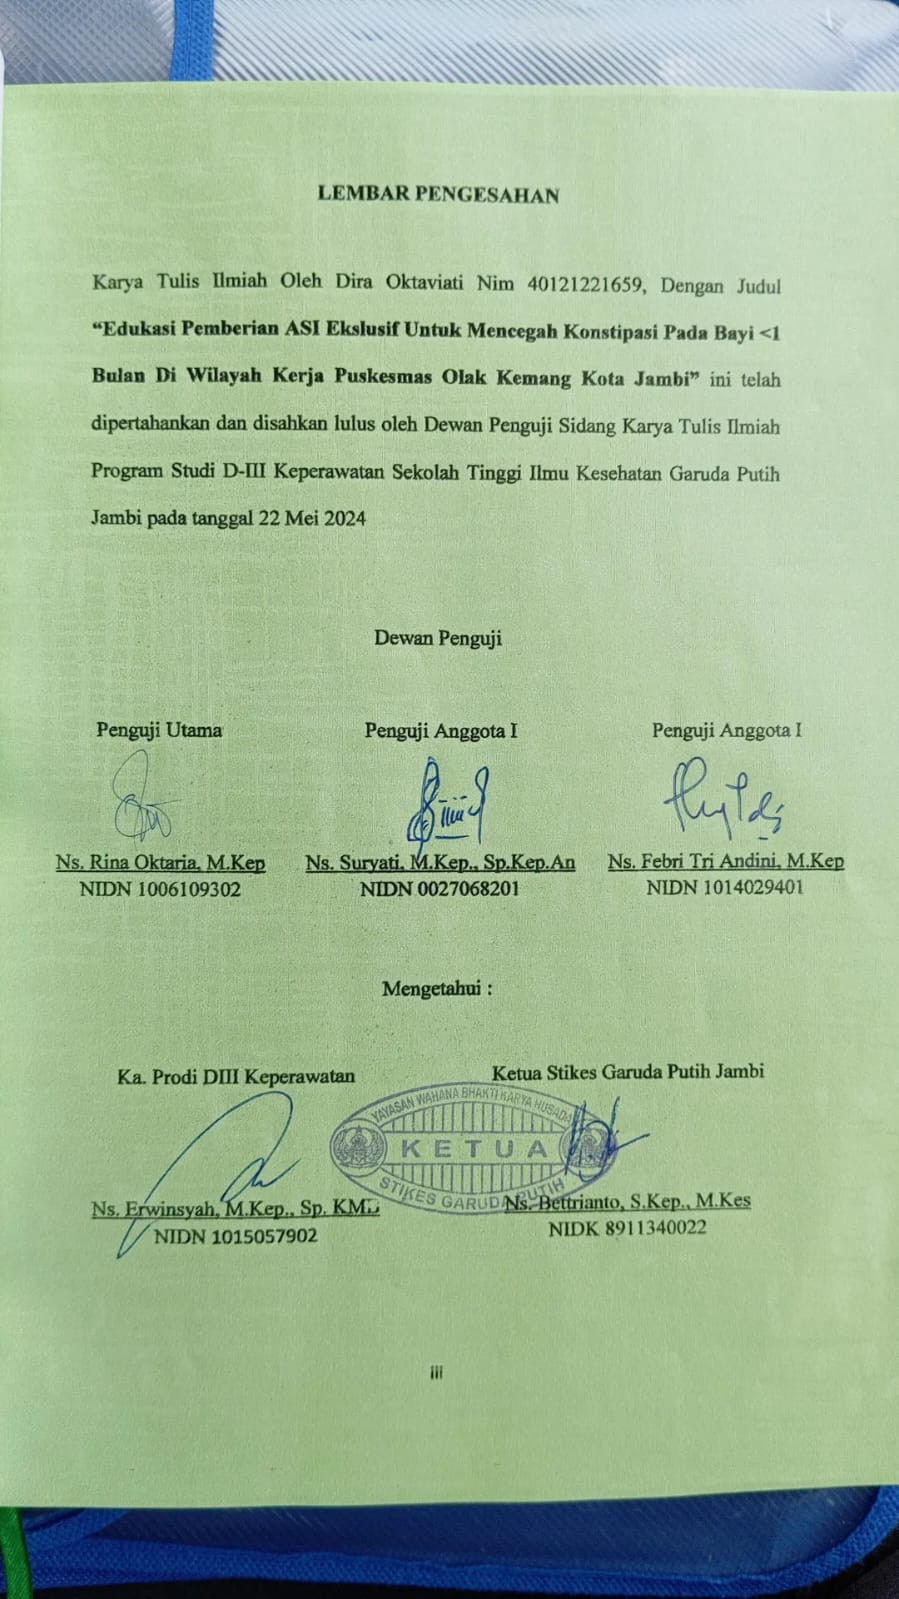 LEMBAR PENGESAHAN
Karya Tulis Ilmiah Oleh Dira Oktaviati Nim 40121221659, Dengan Judul
“Edukasi Pemberian ASI Ekslusif Untuk Mencegah Konstipasi Pada Bayi <1
Bulan Di Wilayah Kerja Puskesmas Olak Kemang Kota Jambi” ini telah
dipertahankan dan disahkan lulus oleh Dewan Penguji Sidang Karya Tulis Ilmiah
Program Studi D-III Keperawatan Sekolah Tinggi Ilmu Kesehatan Garuda Putih
Jambi pada tanggal 22 Mei 2024
Dewan Penguji
Penguji Utama Penguji Anggota I Penguji Anggota I
Ns. Rina Oktaria, M.Kep Ns. Suryati, M.Kep., Sp.Kep.An Ns. Febri Tri Andini, M.Kep
NIDN 1006109302 NIDN 0027068201 NIDN 1014029401
Mengetahui :
Ka. Prodi DIII Keperawatan Ketua Stikes Garuda Putih Jambi
YAYASAN WAHANA BHAKTI KARYA HUSADA
KETUA
STIKES GARUDA PUTIH
Ns. Erwinsyah, M.Kep., Sp. KMB Ns. Bettrianto, S.Kep., M.Kes
NIDN 1015057902 NIDK 8911340022
iii